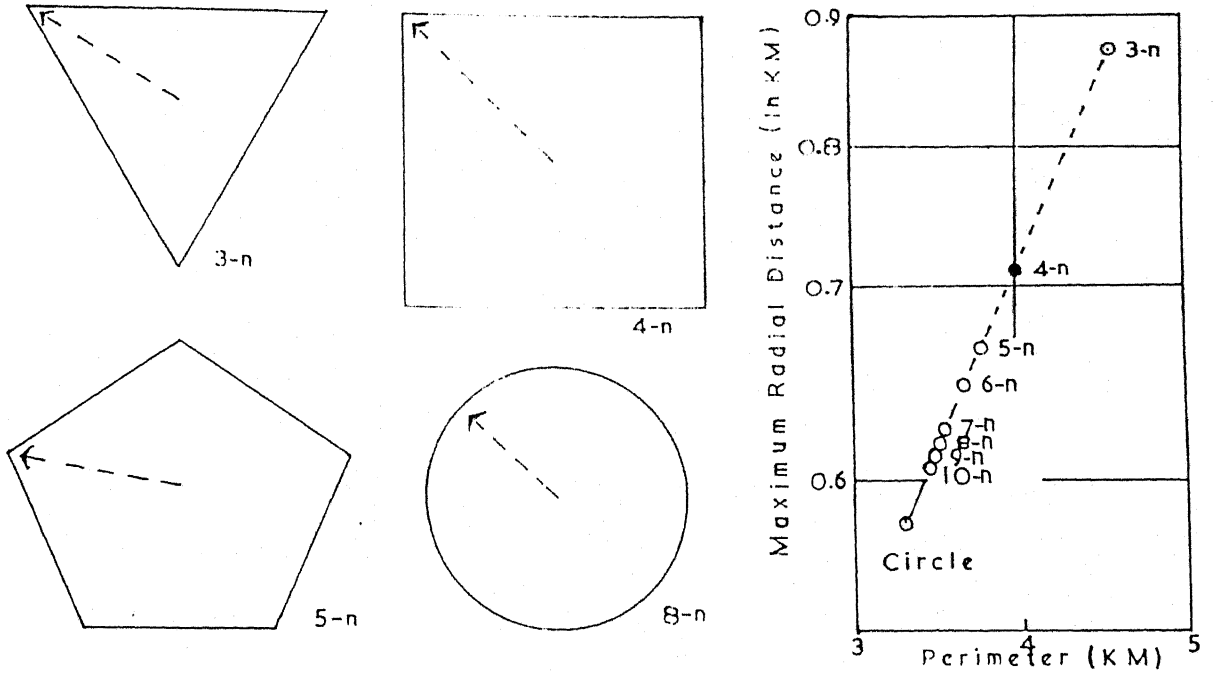 3-n
4-n
5-n
8-n
Maximum Radial Distance (In KM)
0.9
0.8
0.7
0.6
3-n
4-n
5-n
6-n
7-n
8-n
9-n
10-n
Circle
3
4
5
Perimeter (KM)